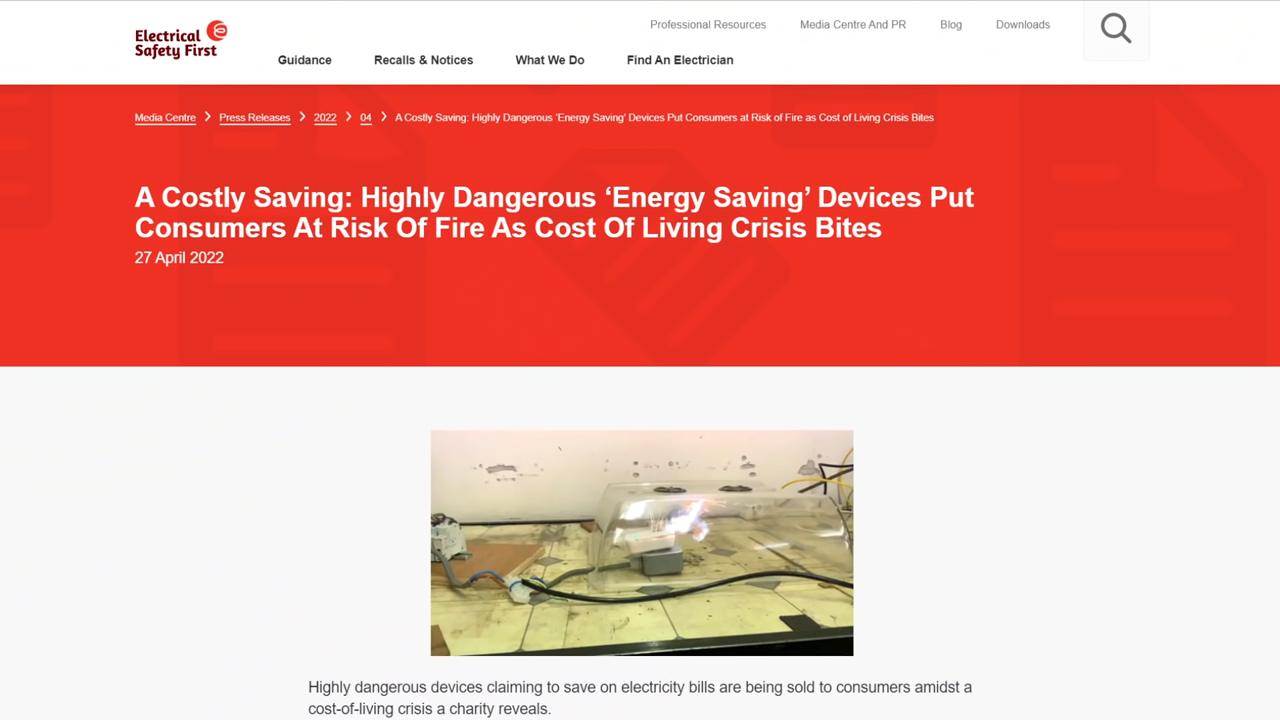 Electrical
Safety First
Professional Resources
Media Centre And PR
Blog
Downloads
Guidance
Recalls & Notices
What We Do
Find An Electrician
Media Centre > Press Releases > 2022 > 04 > A Costly Saving: Highly Dangerous 'Energy Saving' Devices Put Consumers at Risk of Fire as Cost of Living Crisis Bites
A Costly Saving: Highly Dangerous ‘Energy Saving’ Devices Put
Consumers At Risk Of Fire As Cost Of Living Crisis Bites
27 April 2022
Highly dangerous devices claiming to save on electricity bills are being sold to consumers amidst a
cost-of-living crisis a charity reveals.